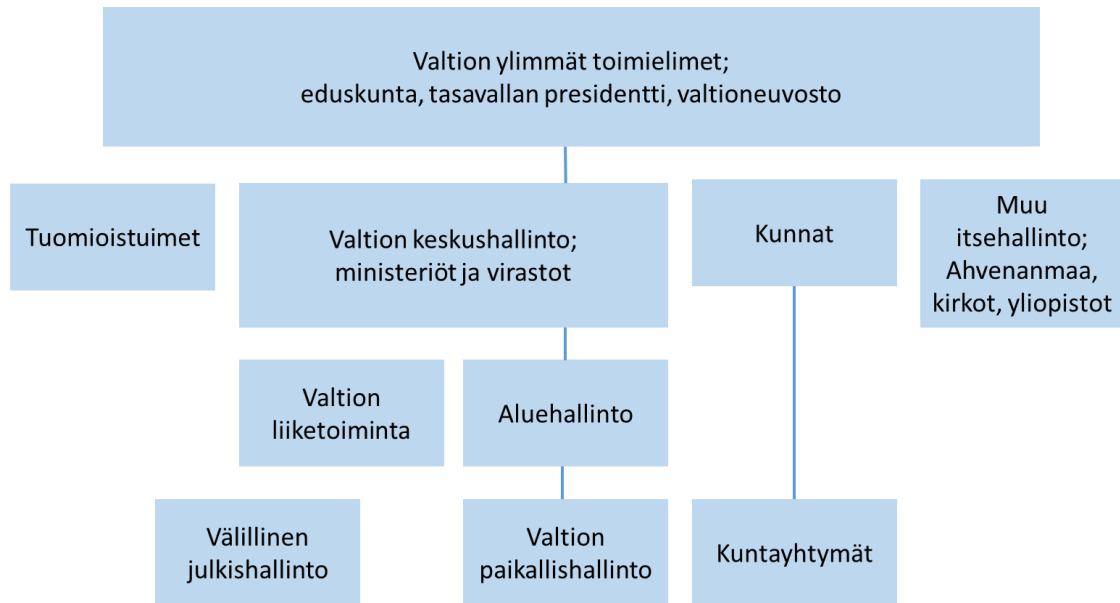 Valtion ylimmät toimielimet;
eduskunta, tasavallan presidentti, valtioneuvosto
Tuomioistuimet
Valtion keskushallinto;
ministeriöt ja virastot
Kunnat
Muu
itsehallinto;
Ahvenanmaa,
kirkot, yliopistot
Valtion
liiketoiminta
Aluehallinto
Välillinen
julkishallinto
Valtion
paikallishallinto
Kuntayhtymät